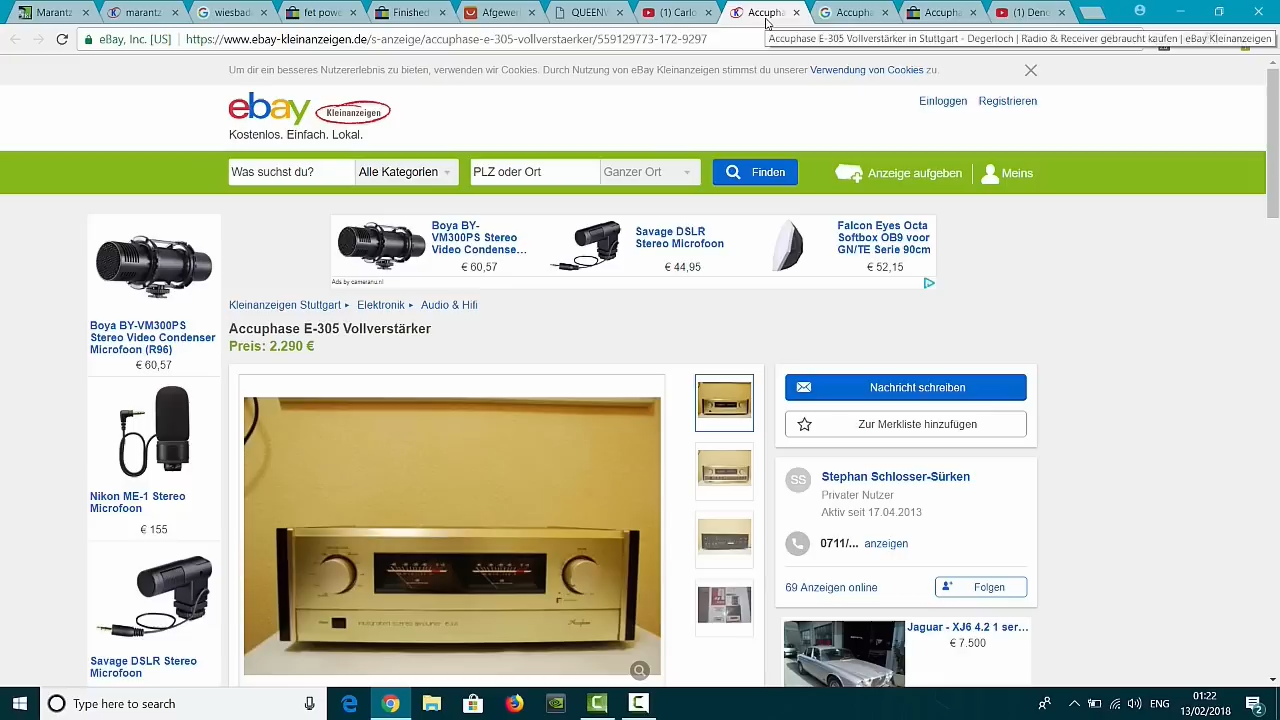 Marantz
marantz
wiesbade
fet powe
Finished
Afgewer
QUEEN
(1) Carlo
Accupha
Accupha
Accupha
(1) Deno
eBay, Inc. [US]
https://www.ebay-kleinanzeigen.de/s-anzeige/accuphase-e-305-vollverstaerker/559129773-172-9297
Accuphase E-305 Vollverstärker in Stuttgart - Degerloch | Radio & Receiver gebraucht kaufen | eBay Kleinanzeigen
Um dir ein besseres Nutzererlebnis zu bieten, verwenden wir Cookies. Durch Nutzung von eBay Kleinanzeigen stimmst du unserer Verwendung von Cookies zu.
ebay Kleinanzeigen
Kostenlos. Einfach. Lokal.
Einloggen Registrieren
Was suchst du? Alle Kategorien PLZ oder Ort Ganzer Ort Finden Anzeige aufgeben Meins
Boya BY-
VM300PS Stereo
Video Condense...
€ 60,57
Savage DSLR
Stereo Microfoon
€ 44,95
Falcon Eyes Octa
Softbox OB9 voor
GN/TE Serie 90cm
€ 52,15
Ads by cameranu.nl
Boya BY-VM300PS
Stereo Video Condenser
Microfoon (R96)
€ 60,57
Nikon ME-1 Stereo
Microfoon
€ 155
Savage DSLR Stereo
Microfoon
Kleinanzeigen Stuttgart ▸ Elektronik ▸ Audio & Hifi
Accuphase E-305 Vollverstärker
Preis: 2.290 €
Nachricht schreiben
Zur Merkliste hinzufügen
SS
Stephan Schlosser-Sürken
Privater Nutzer
Aktiv seit 17.04.2013
0711/... anzeigen
69 Anzeigen online
Folgen
Jaguar - XJ6 4.2 1 ser...
€ 7.500
Type here to search
ENG
01:22
13/02/2018
2